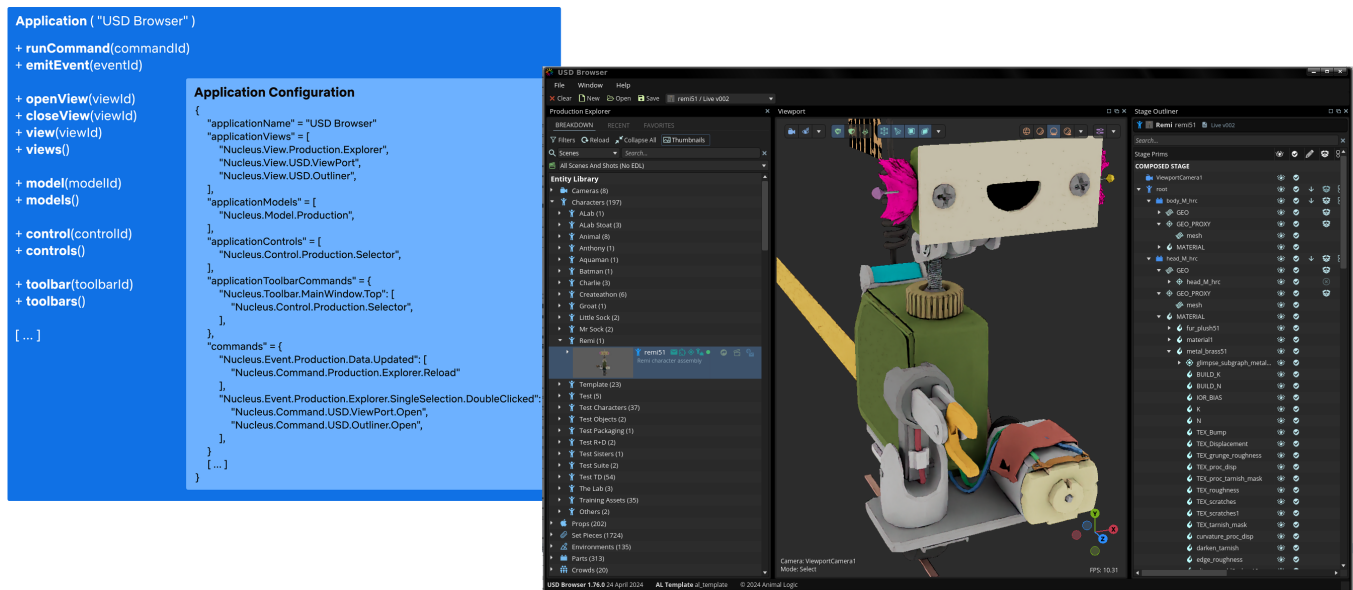 Application ( "USD Browser" )
+ runCommand(commandId)
+ emitEvent(eventId)
+ openView(viewId)
+ closeView(viewId)
+ view(viewId)
+ views()
+ model(modelId)
+ models()
+ control(controlId)
+ controls()
+ toolbar(toolbarId)
+ toolbars()
[ ... ]
Application Configuration
{
"applicationName" = "USD Browser"
"applicationViews" = [
"Nucleus.View.Production.Explorer",
"Nucleus.View.USD.ViewPort",
"Nucleus.View.USD.Outliner",
],
"applicationModels" = [
"Nucleus.Model.Production",
],
"applicationControls" = [
"Nucleus.Control.Production.Selector",
],
"applicationToolbarCommands" = {
"Nucleus.Toolbar.MainWindow.Top": [
"Nucleus.Control.Production.Selector",
],
},
"commands" = {
"Nucleus.Event.Production.Data.Updated": [
"Nucleus.Command.Production.Explorer.Reload"
],
"Nucleus.Event.Production.Explorer.SingleSelection.DoubleClicked":
"Nucleus.Command.USD.ViewPort.Open",
"Nucleus.Command.USD.Outliner.Open",
],
}
[ ... ]
}
USD Browser
File Window Help
Clear New Open Save remi51 / Live v002
Production Explorer
BREAKDOWN RECENT FAVORITES
Filters Reload Collapse All Thumbnails
Scenes Search...
All Scenes And Shots (No EDL)
Entity Library
Cameras (8)
Characters (197)
ALab (1)
ALab Stoat (3)
Animal (8)
Anthony (1)
Aquaman (1)
Batman (1)
Charlie (3)
Createathon (6)
Groat (1)
Little Sock (2)
Mr Sock (2)
Remi (1)
remi51
Remi character assembly
Template (23)
Test (5)
Test Characters (37)
Test Objects (2)
Test Packaging (1)
Test R+D (2)
Test Sisters (1)
Test Suite (2)
Test TD (54)
The Lab (3)
Training Assets (35)
Others (2)
Props (202)
Set Pieces (1724)
Environments (135)
Parts (313)
Crowds (20)
Viewport
Y
X
Z
Camera: ViewportCamera1
Mode: Select
FPS: 10.31
Stage Outliner
Remi remi51 Live v002
Search...
Stage Prims
COMPOSED STAGE
ViewportCamera1
root
body_M_hrc
GEO
GEO_PROXY
mesh
MATERIAL
head_M_hrc
GEO
head_M_hrc
GEO_PROXY
mesh
MATERIAL
fur_plush51
material1
metal_brass51
glimpse_subgraph_metal...
BUILD_K
BUILD_N
IOR_BIAS
K
N
TEX_Bump
TEX_Displacement
TEX_grunge_roughness
TEX_proc_disp
TEX_proc_tarnish_mask
TEX_roughness
TEX_scratches
TEX_scratches1
TEX_tarnish_mask
curvature_proc_disp
darken_tarnish
edge_roughness
USD Browser 1.76.0 24 April 2024 AL Template al_template © 2024 Animal Logic